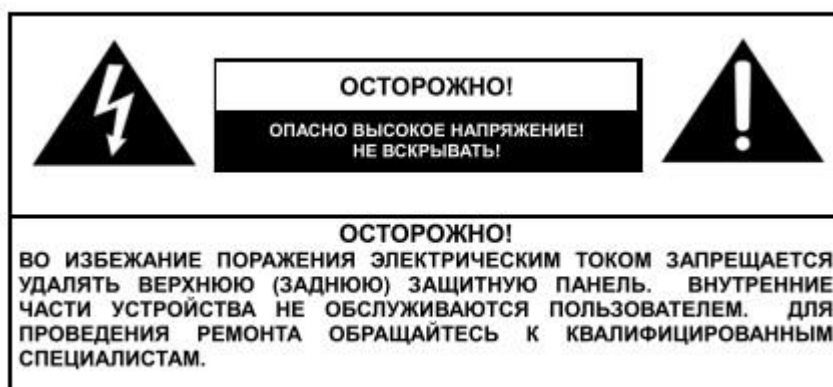 ОСТОРОЖНО!
ОПАСНО ВЫСОКОЕ НАПРЯЖЕНИЕ!
НЕ ВСКРЫВАТЬ!
ОСТОРОЖНО!
ВО ИЗБЕЖАНИЕ ПОРАЖЕНИЯ ЭЛЕКТРИЧЕСКИМ ТОКОМ ЗАПРЕЩАЕТСЯ
УДАЛЯТЬ ВЕРХНЮЮ (ЗАДНЮЮ) ЗАЩИТНУЮ ПАНЕЛЬ. ВНУТРЕННИЕ
ЧАСТИ УСТРОЙСТВА НЕ ОБСЛУЖИВАЮТСЯ ПОЛЬЗОВАТЕЛЕМ. ДЛЯ
ПРОВЕДЕНИЯ РЕМОНТА ОБРАЩАЙТЕСЬ К КВАЛИФИЦИРОВАННЫМ
СПЕЦИАЛИСТАМ.